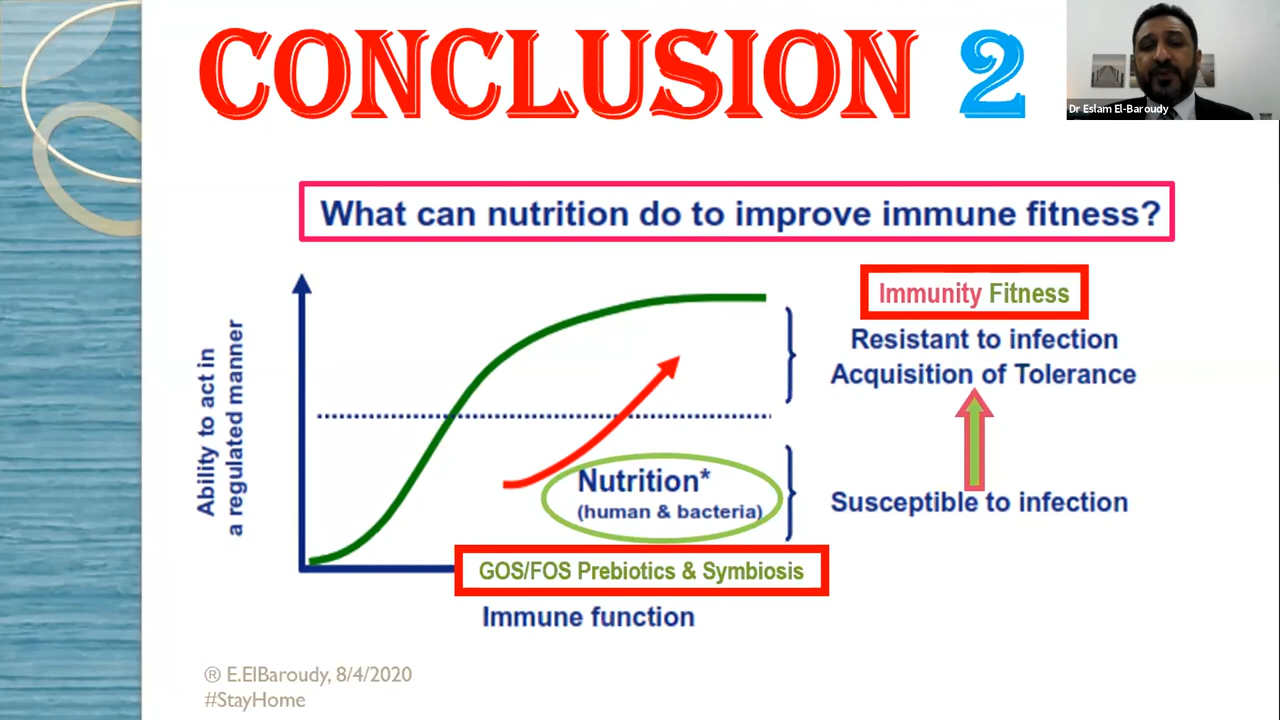 CONCLUSION 2
Dr Eslam El-Baroudy
What can nutrition do to improve immune fitness?
Ability to act in
a regulated manner
Immunity Fitness
Resistant to infection
Acquisition of Tolerance
Nutrition*
(human & bacteria)
Susceptible to infection
GOS/FOS Prebiotics & Symbiosis
Immune function
® E.ElBaroudy, 8/4/2020
#StayHome